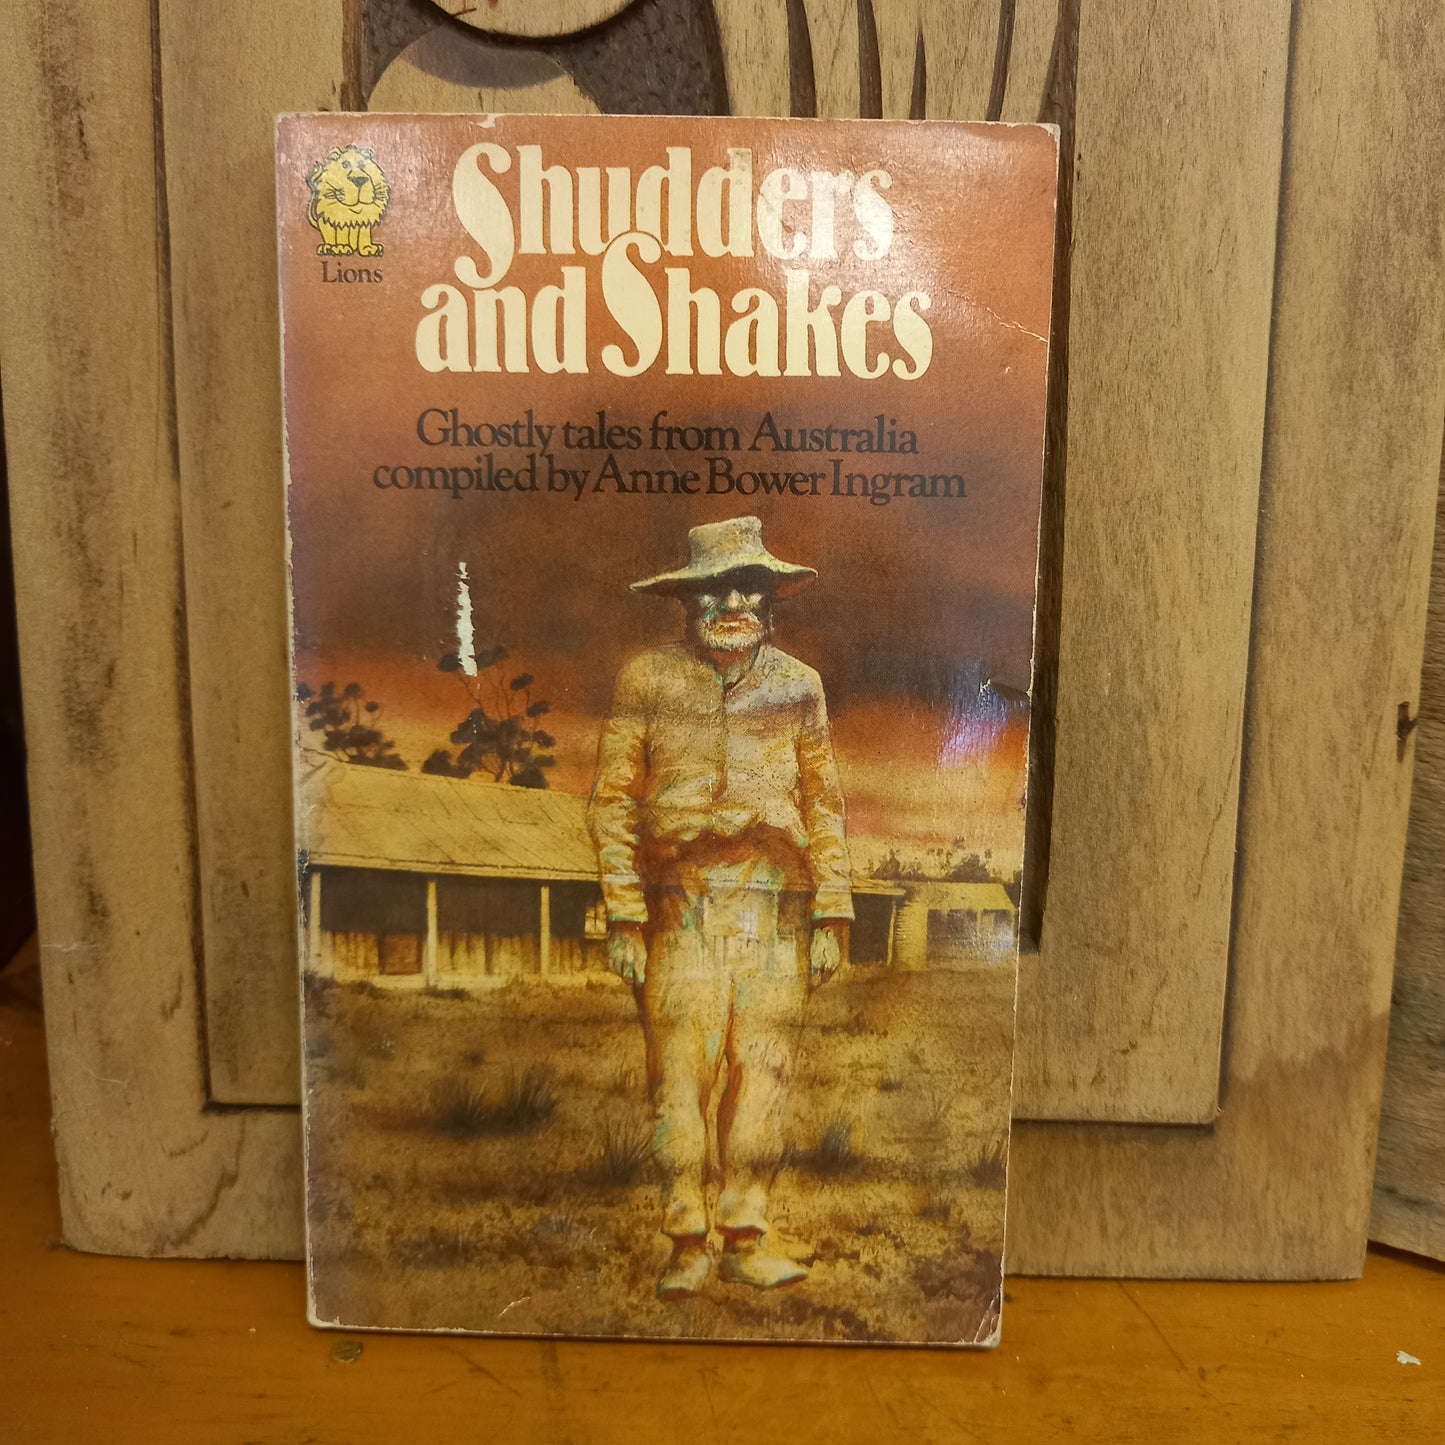 Lions
Shudders
and Shakes
Ghostly tales from Australia
compiled by Anne Bower Ingram